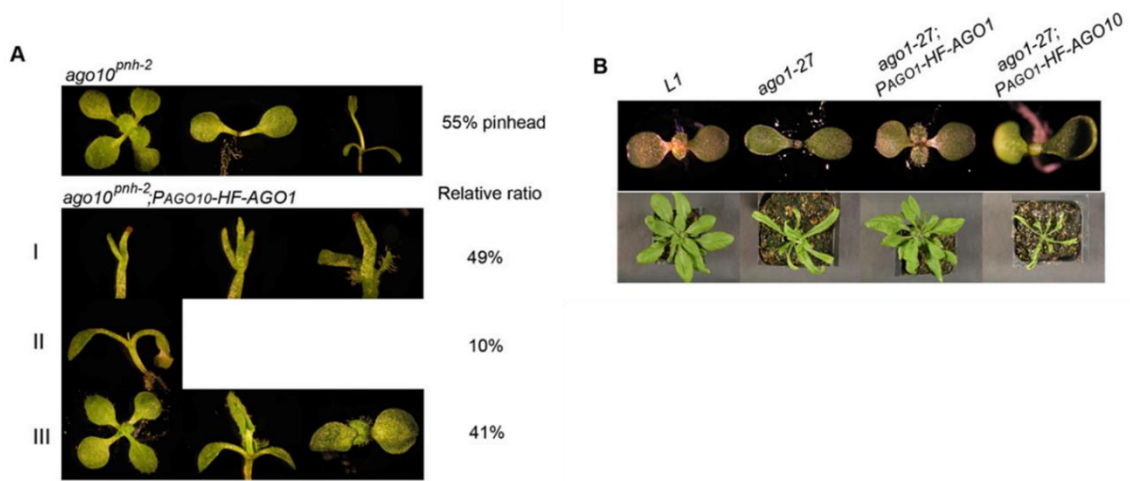 A
ago10pnh-2
55% pinhead
ago10pnh-2;PAGO10-HF-AGO1
Relative ratio
I
49%
II
10%
III
41%
B
L1
ago1-27
ago1-27;
PAGO1-HF-AGO1
ago1-27;
PAGO1-HF-AGO10